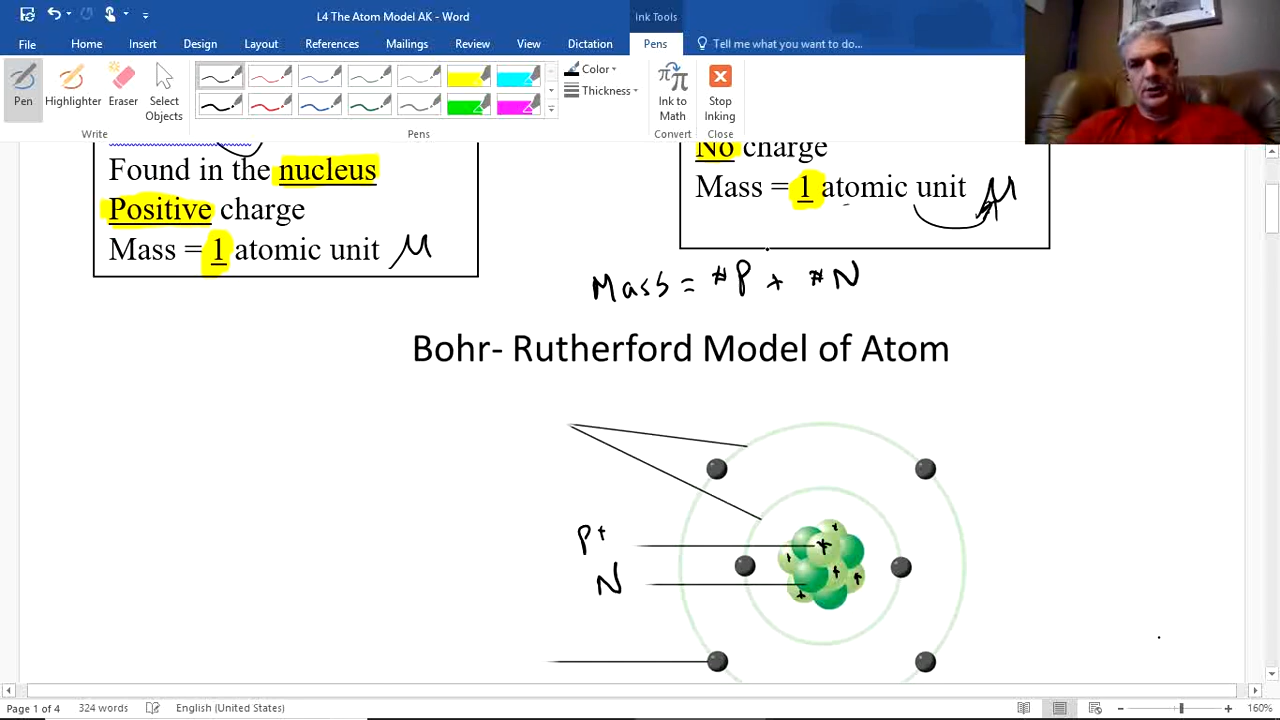 L4 The Atom Model AK - Word
Ink Tools
File Home Insert Design Layout References Mailings Review View Dictation Pens Tell me what you want to do...
Pen
Highlighter
Eraser
Select Objects
Color
Thickness
Ink to Math
Stop Inking
Write
Pens
Convert
Close
Found in the nucleus
Positive charge
Mass = 1 atomic unit μ
No charge
Mass = 1 atomic unit μ
Mass = #P + #N
Bohr- Rutherford Model of Atom
P+
N
+
+
+
+
+
+
Page 1 of 4 324 words English (United States) 160%